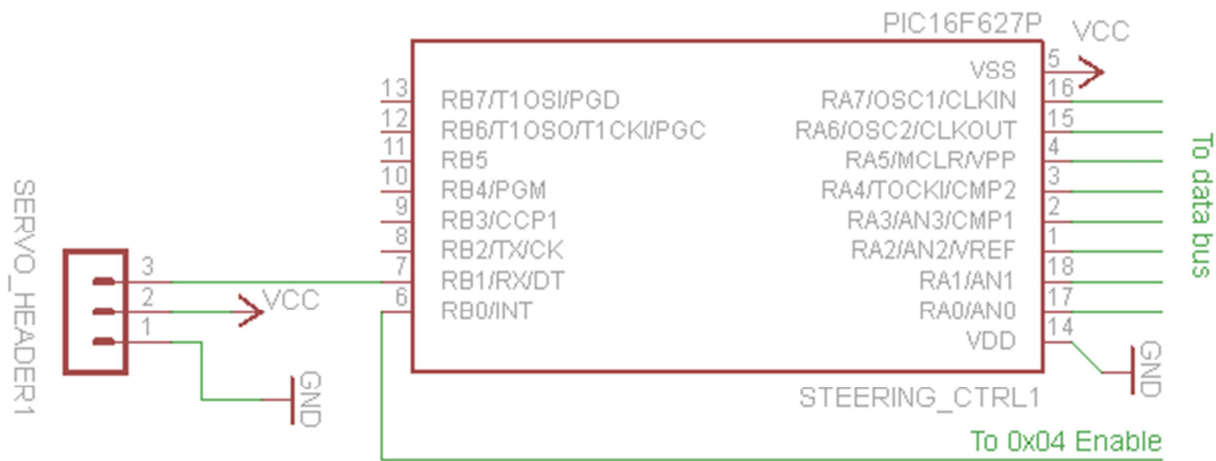 PIC16F627P
VCC
VSS 5
13 RB7/T1OSI/PGD
RA7/OSC1/CLKIN 16
12 RB6/T1OSO/T1CKI/PGC
RA6/OSC2/CLKOUT 15
11 RB5
RA5/MCLR/VPP 4
10 RB4/PGM
RA4/TOCKI/CMP2 3
9 RB3/CCP1
RA3/AN3/CMP1 2
8 RB2/TX/CK
RA2/AN2/VREF 1
7 RB1/RX/DT
RA1/AN1 18
6 RB0/INT
RA0/AN0 17
VDD 14
GND
STEERING_CTRL1
To 0x04 Enable
To data bus
SERVO_HEADER1
3
2
1
VCC
GND